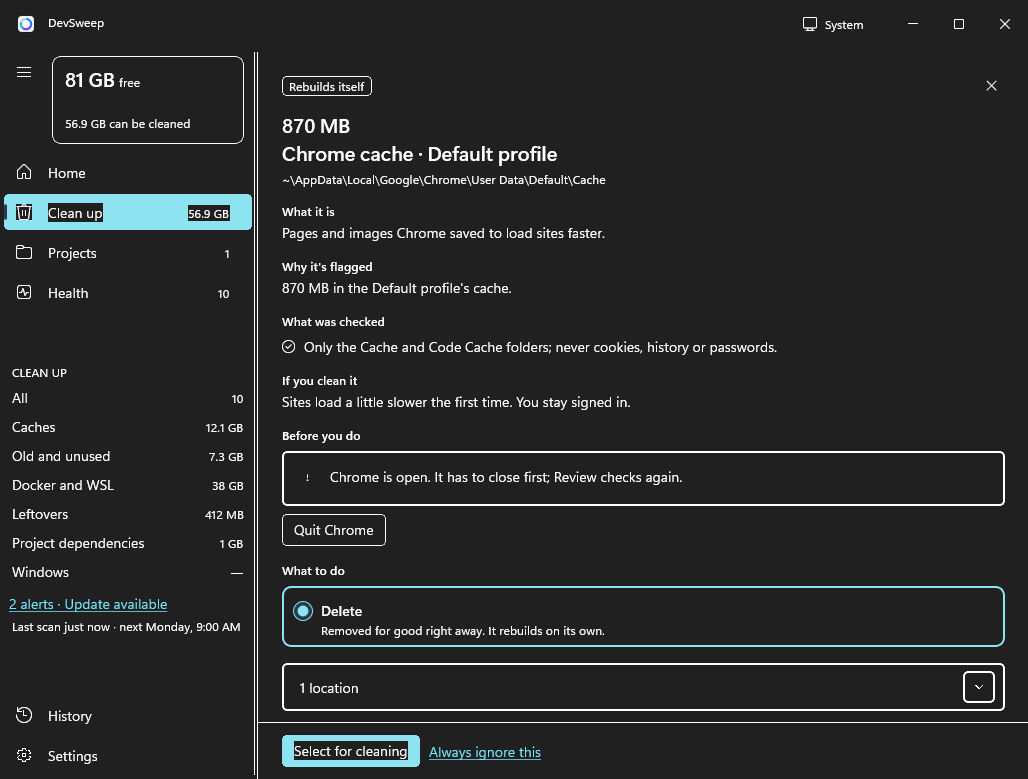 DevSweep
System
81 GB free
56.9 GB can be cleaned
Home
Clean up 56.9 GB
Projects 1
Health 10
CLEAN UP
All 10
Caches 12.1 GB
Old and unused 7.3 GB
Docker and WSL 38 GB
Leftovers 412 MB
Project dependencies 1 GB
Windows —
2 alerts · Update available
Last scan just now · next Monday, 9:00 AM
History
Settings
Rebuilds itself
870 MB
Chrome cache · Default profile
~\AppData\Local\Google\Chrome\User Data\Default\Cache
What it is
Pages and images Chrome saved to load sites faster.
Why it's flagged
870 MB in the Default profile's cache.
What was checked
Only the Cache and Code Cache folders; never cookies, history or passwords.
If you clean it
Sites load a little slower the first time. You stay signed in.
Before you do
! Chrome is open. It has to close first; Review checks again.
Quit Chrome
What to do
Delete
Removed for good right away. It rebuilds on its own.
1 location
Select for cleaning
Always ignore this